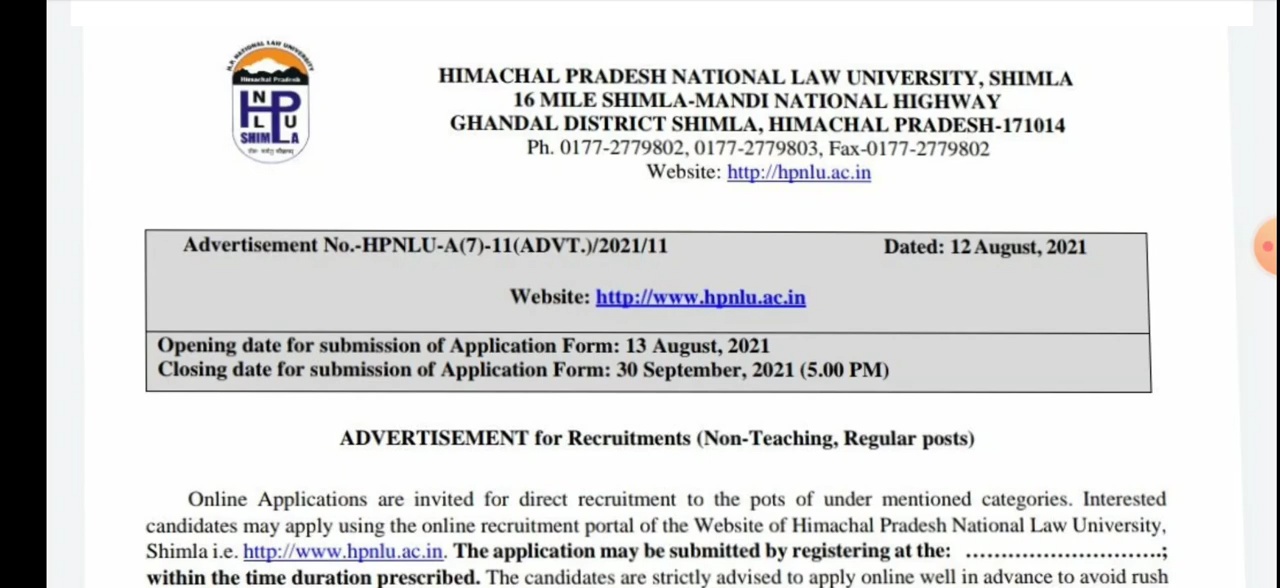 H.P. NATIONAL LAW UNIVERSITY
Himachal Pradesh
N P
H
L U
SHIMLA
HIMACHAL PRADESH NATIONAL LAW UNIVERSITY, SHIMLA
16 MILE SHIMLA-MANDI NATIONAL HIGHWAY
GHANDAL DISTRICT SHIMLA, HIMACHAL PRADESH-171014
Ph. 0177-2779802, 0177-2779803, Fax-0177-2779802
Website: http://hpnlu.ac.in
Advertisement No.-HPNLU-A(7)-11(ADVT.)/2021/11 Dated: 12 August, 2021
Website: http://www.hpnlu.ac.in
Opening date for submission of Application Form: 13 August, 2021
Closing date for submission of Application Form: 30 September, 2021 (5.00 PM)
ADVERTISEMENT for Recruitments (Non-Teaching, Regular posts)
Online Applications are invited for direct recruitment to the pots of under mentioned categories. Interested
candidates may apply using the online recruitment portal of the Website of Himachal Pradesh National Law University,
Shimla i.e. http://www.hpnlu.ac.in. The application may be submitted by registering at the: ............................;
within the time duration prescribed. The candidates are strictly advised to apply online well in advance to avoid rush